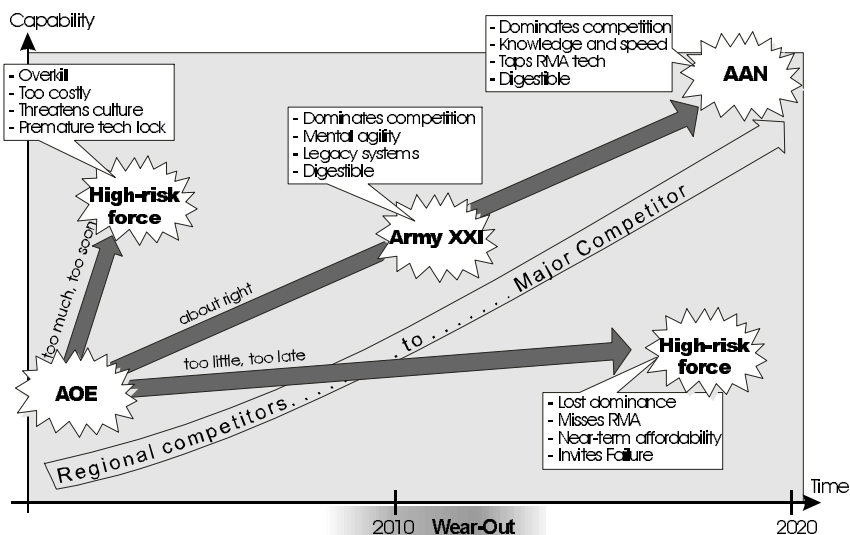 Capability
- Overkill
- Too costly
- Threatens culture
- Premature tech lock
- Dominates competition
- Knowledge and speed
- Taps RMA tech
- Digestible
AAN
- Dominates competition
- Mental agility
- Legacy systems
- Digestible
High-risk
force
Army XXI
too much, too soon
about right
too little, too late
AOE
Regional competitors. . . . . . . . . to . . . . . . . Major Competitor
High-risk
force
- Lost dominance
- Misses RMA
- Near-term affordability
- Invites Failure
Time
2010 Wear-Out 2020